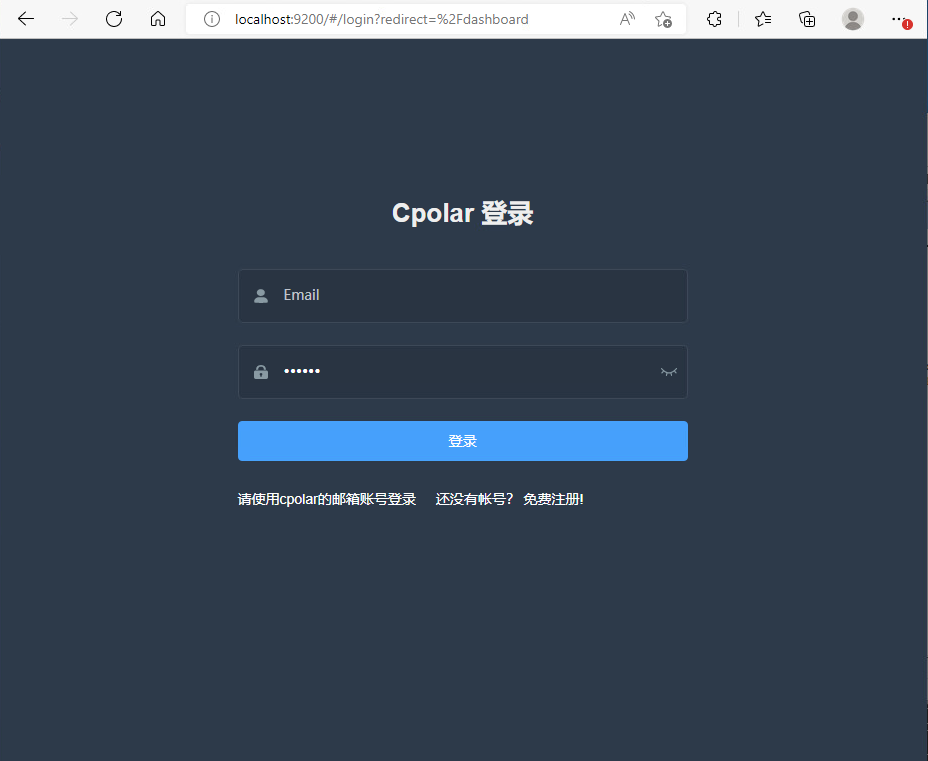 localhost:9200/#/login?redirect=%2Fdashboard
Cpolar 登录
Email
••••••
登录
请使用cpolar的邮箱账号登录 还没有帐号? 免费注册!